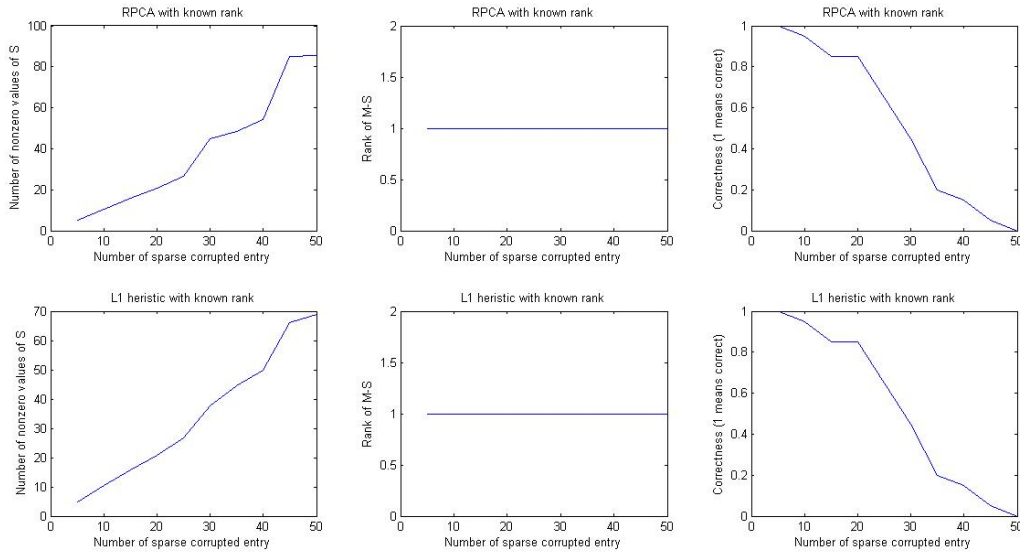 RPCA with known rank
RPCA with known rank
RPCA with known rank
Number of nonzero values of S
100
80
60
40
20
0
0 10 20 30 40 50
Number of sparse corrupted entry
Rank of M-S
2
1.5
1
0.5
0
0 10 20 30 40 50
Number of sparse corrupted entry
Correctness (1 means correct)
1
0.8
0.6
0.4
0.2
0
0 10 20 30 40 50
Number of sparse corrupted entry
L1 heristic with known rank
L1 heristic with known rank
L1 heristic with known rank
Number of nonzero values of S
70
60
50
40
30
20
10
0
0 10 20 30 40 50
Number of sparse corrupted entry
Rank of M-S
2
1.5
1
0.5
0
0 10 20 30 40 50
Number of sparse corrupted entry
Correctness (1 means correct)
1
0.8
0.6
0.4
0.2
0
0 10 20 30 40 50
Number of sparse corrupted entry